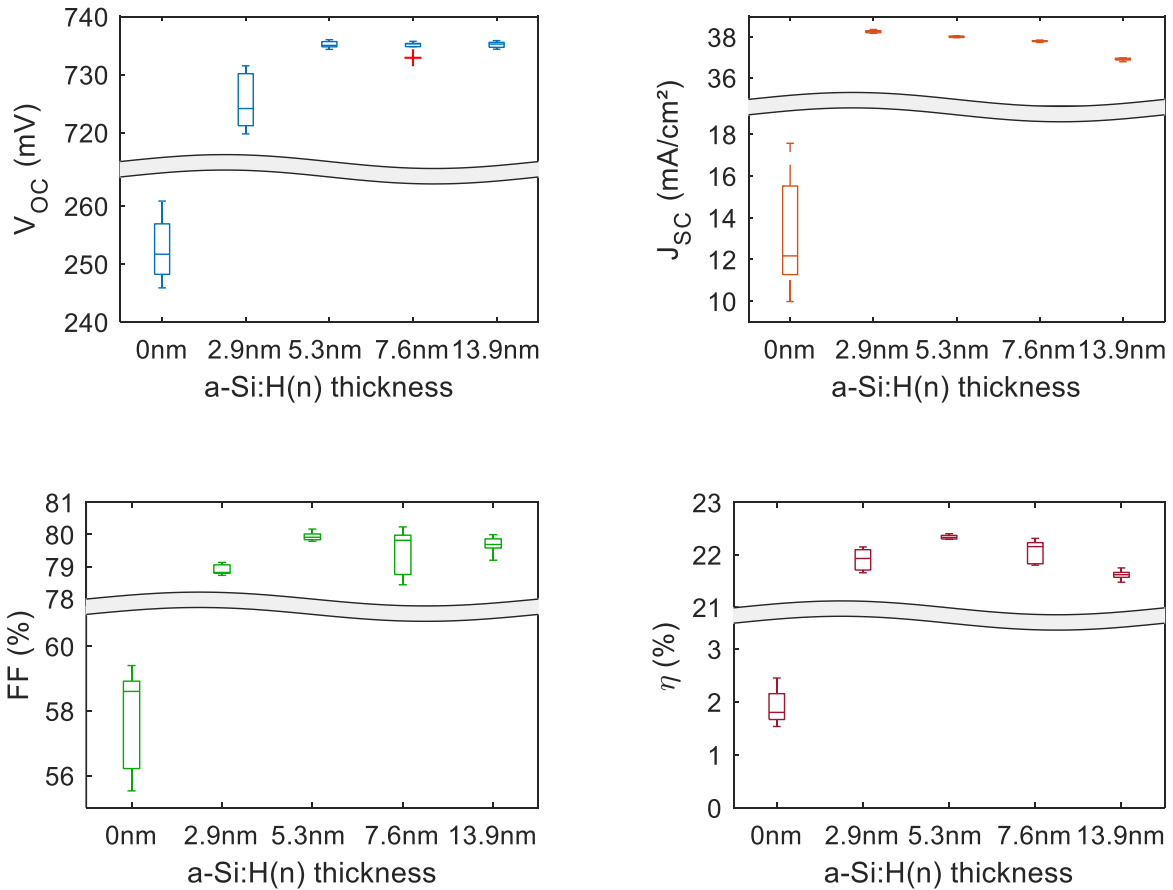 740
730
720
260
250
240
V_OC (mV)
0nm 2.9nm 5.3nm 7.6nm 13.9nm
a-Si:H(n) thickness
38
36
18
16
14
12
10
J_SC (mA/cm²)
0nm 2.9nm 5.3nm 7.6nm 13.9nm
a-Si:H(n) thickness
81
80
79
78
60
58
56
FF (%)
0nm 2.9nm 5.3nm 7.6nm 13.9nm
a-Si:H(n) thickness
23
22
21
3
2
1
0
η (%)
0nm 2.9nm 5.3nm 7.6nm 13.9nm
a-Si:H(n) thickness